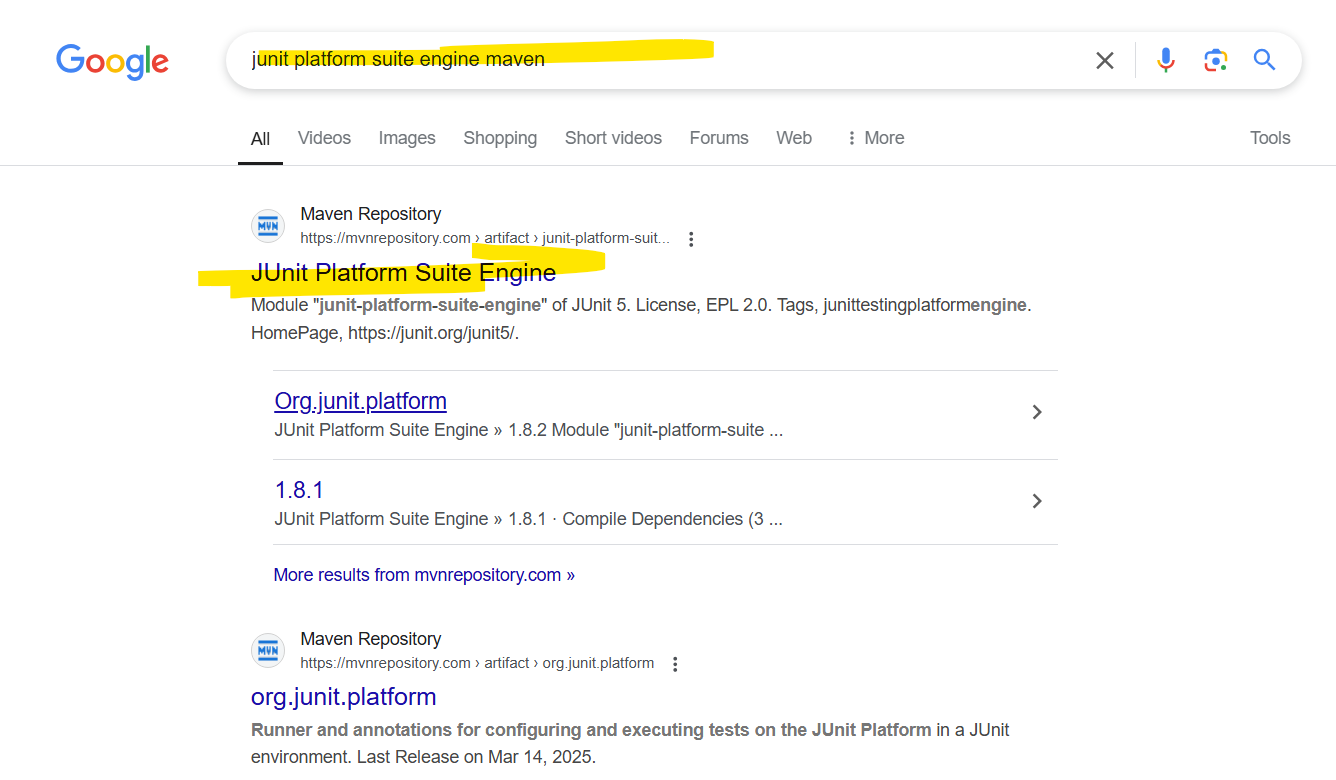 Google
junit platform suite engine maven
All Videos Images Shopping Short videos Forums Web More Tools
MVN
Maven Repository
https://mvnrepository.com › artifact › junit-platform-suit...
JUnit Platform Suite Engine
Module "junit-platform-suite-engine" of JUnit 5. License, EPL 2.0. Tags, junittestingplatformengine.
HomePage, https://junit.org/junit5/.
Org.junit.platform
JUnit Platform Suite Engine » 1.8.2 Module "junit-platform-suite ...
1.8.1
JUnit Platform Suite Engine » 1.8.1 · Compile Dependencies (3 ...
More results from mvnrepository.com »
MVN
Maven Repository
https://mvnrepository.com › artifact › org.junit.platform
org.junit.platform
Runner and annotations for configuring and executing tests on the JUnit Platform in a JUnit
environment. Last Release on Mar 14, 2025.